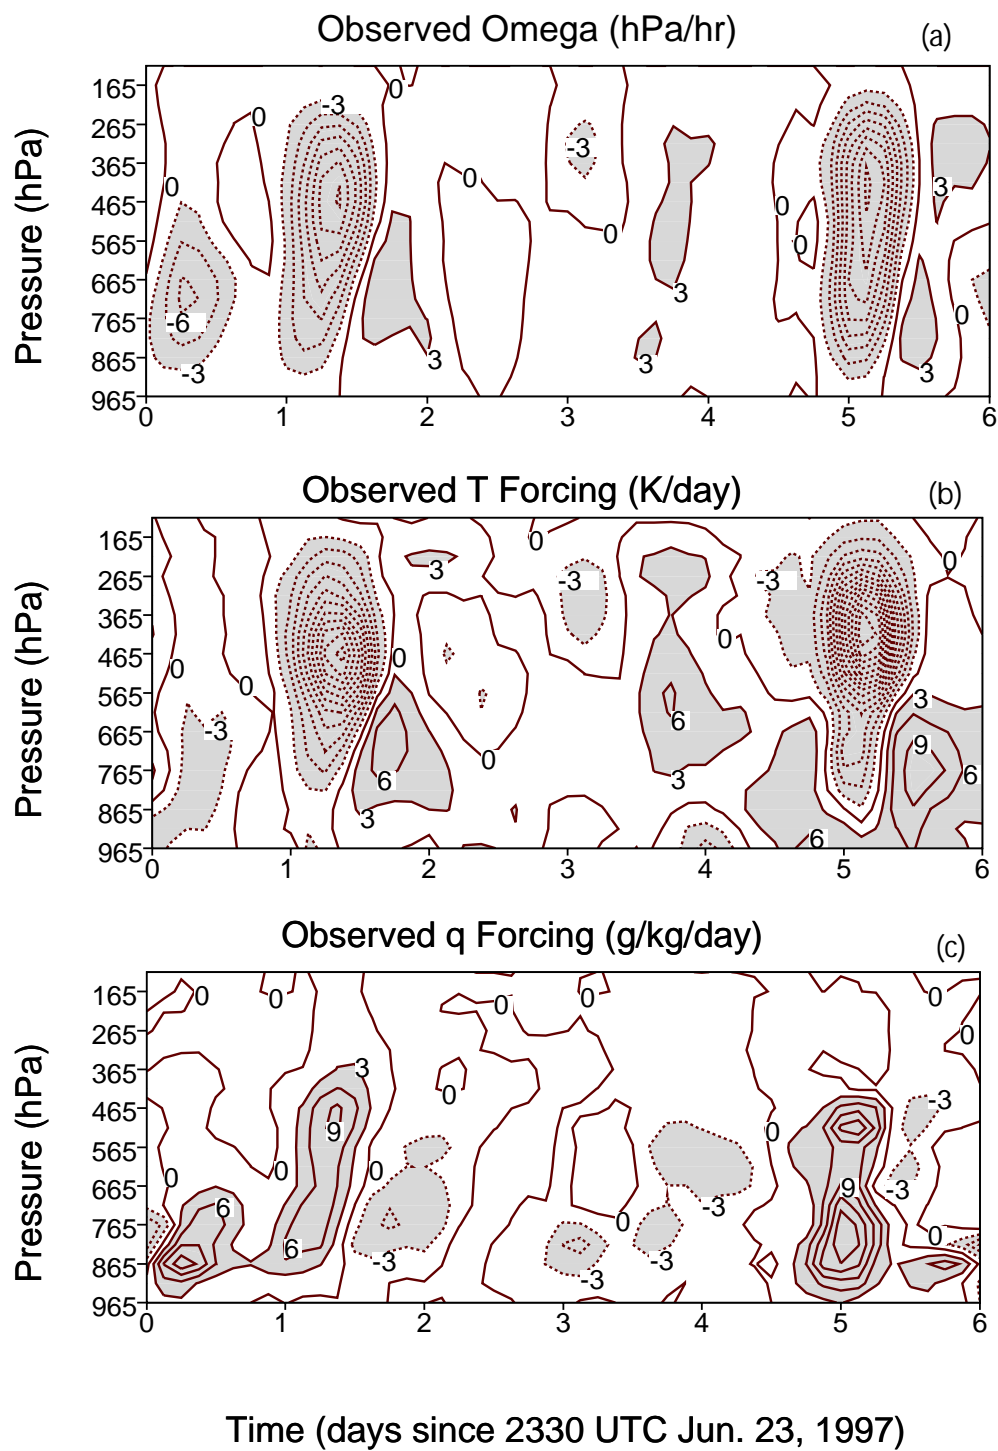 Observed Omega (hPa/hr)
(a)
Pressure (hPa)
165
265
365
465
565
665
765
865
965
0 1 2 3 4 5 6
0 -3 0 0 -3 0 0 0 0 3 3 -6 -3 3 3 3 0
Observed T Forcing (K/day)
(b)
Pressure (hPa)
165
265
365
465
565
665
765
865
965
0 1 2 3 4 5 6
0 0 3 -3 -3 0 0 0 0 3 -3 6 9 0 6 3 6 3 6
Observed q Forcing (g/kg/day)
(c)
Pressure (hPa)
165
265
365
465
565
665
765
865
965
0 1 2 3 4 5 6
0 0 0 0 0 0 3 0 -3 9 0 0 0 0 9 -3 6 -3 0 0 6 -3 -3 -3
Time (days since 2330 UTC Jun. 23, 1997)